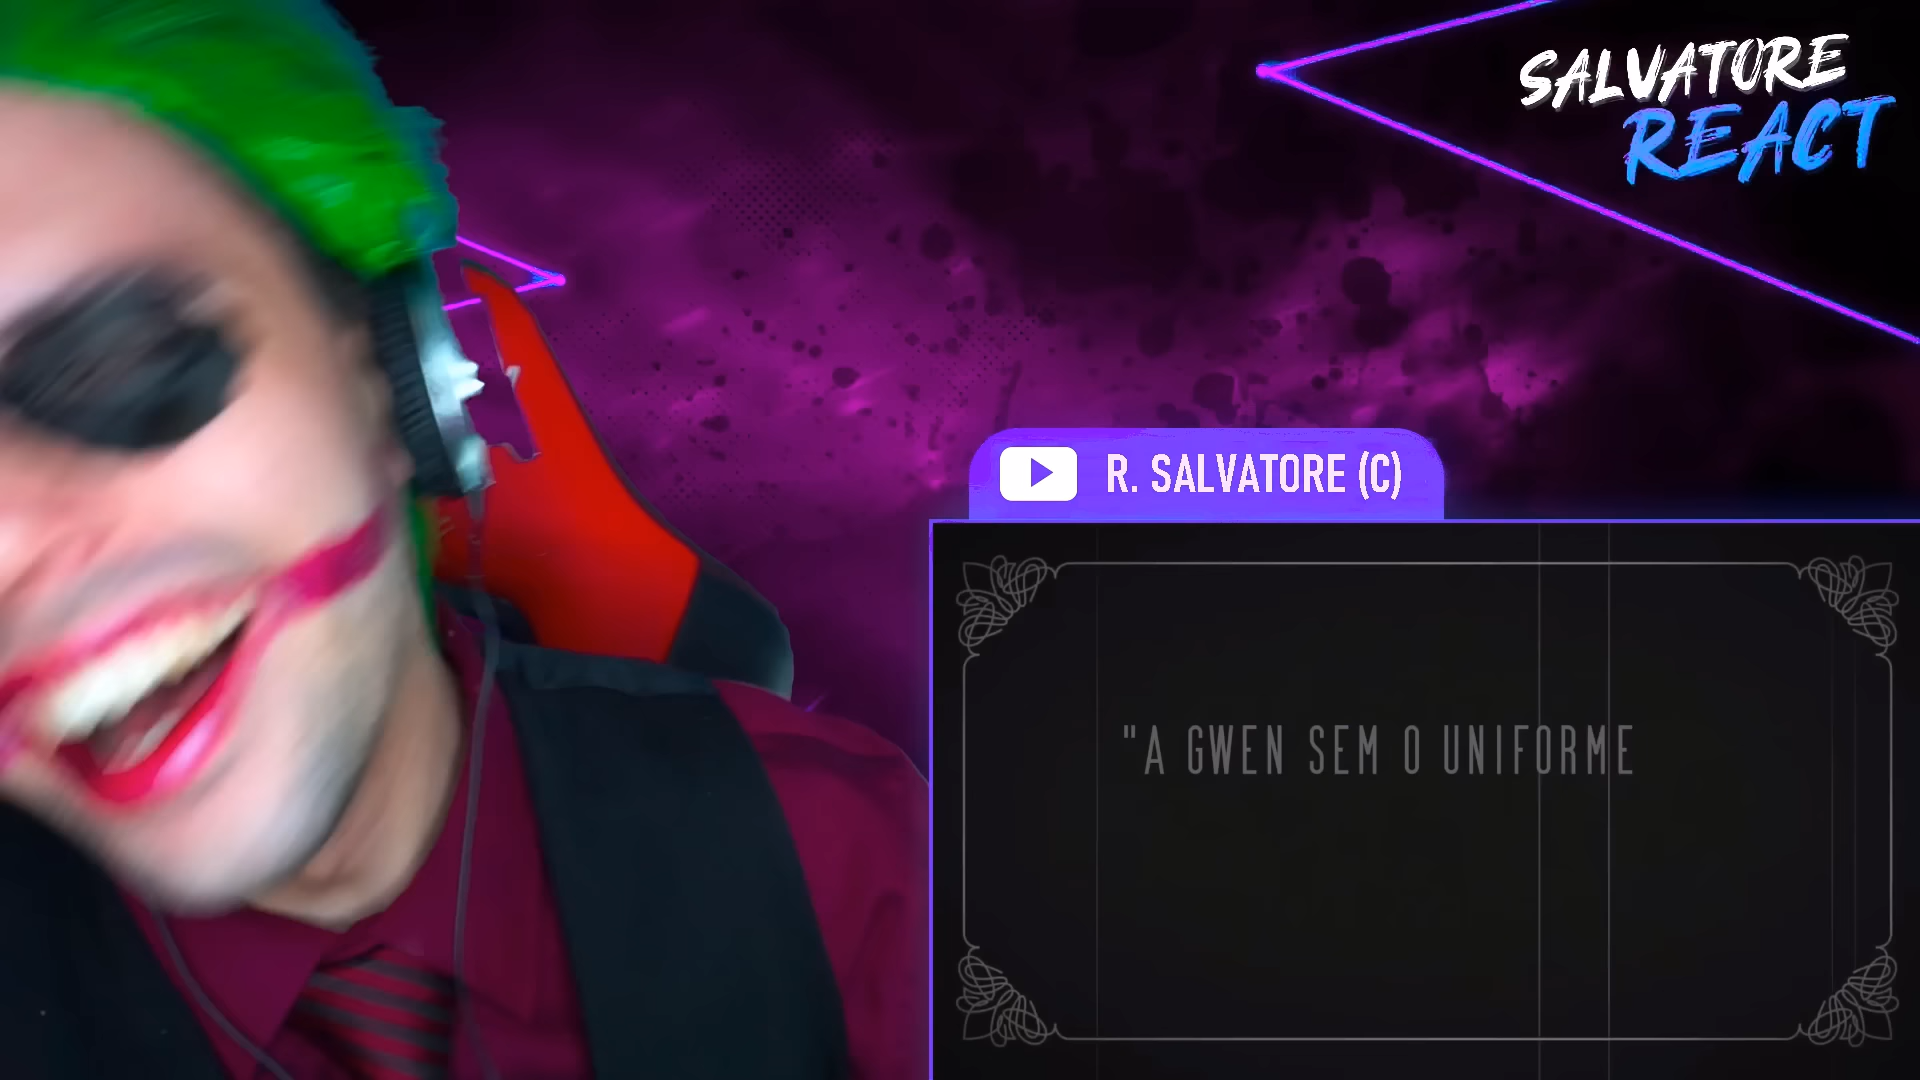 SALVATORE
REACT
R. SALVATORE (C)
"A GWEN SEM O UNIFORME